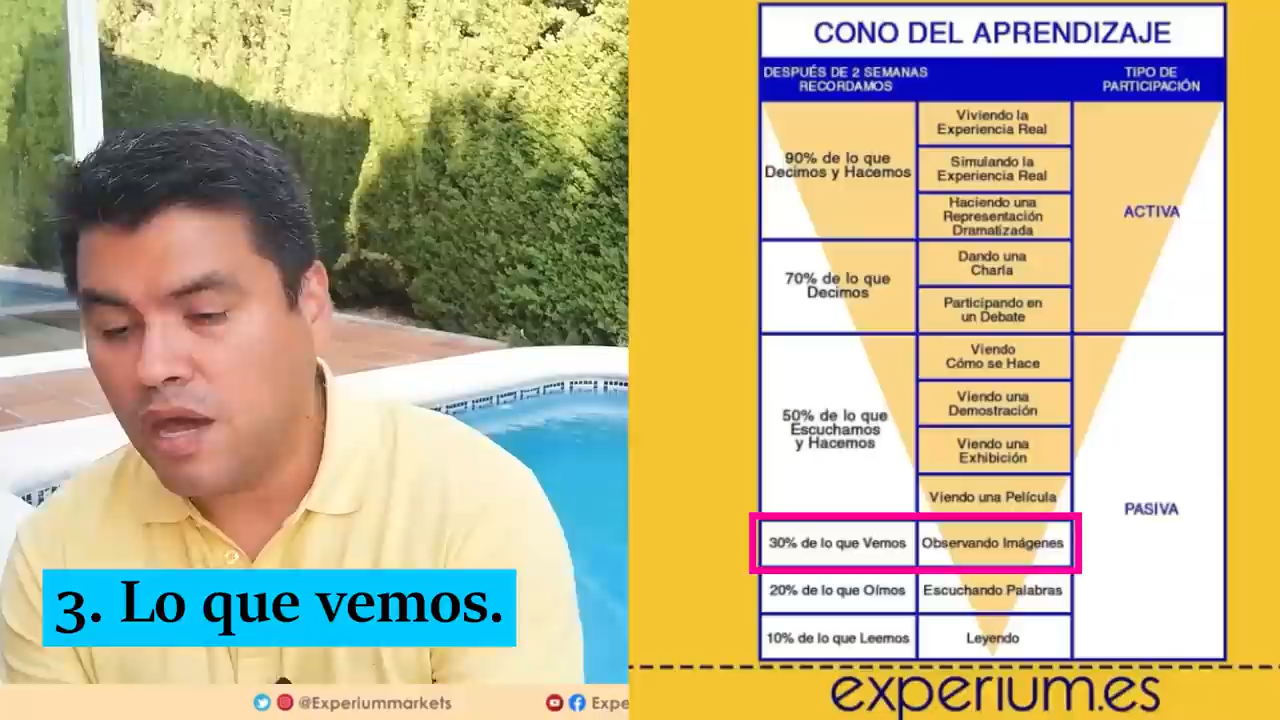 3. Lo que vemos.
@Experiummarkets
Expe
CONO DEL APRENDIZAJE
DESPUÉS DE 2 SEMANAS
RECORDAMOS
TIPO DE
PARTICIPACIÓN
90% de lo que
Decimos y Hacemos
Viviendo la
Experiencia Real
Simulando la
Experiencia Real
Haciendo una
Representación
Dramatizada
ACTIVA
70% de lo que
Decimos
Dando una
Charla
Participando en
un Debate
50% de lo que
Escuchamos
y Hacemos
Viendo
Cómo se Hace
Viendo una
Demostración
Viendo una
Exhibición
Viendo una Película
PASIVA
30% de lo que Vemos
Observando Imágenes
20% de lo que Oímos
Escuchando Palabras
10% de lo que Leemos
Leyendo
experium.es